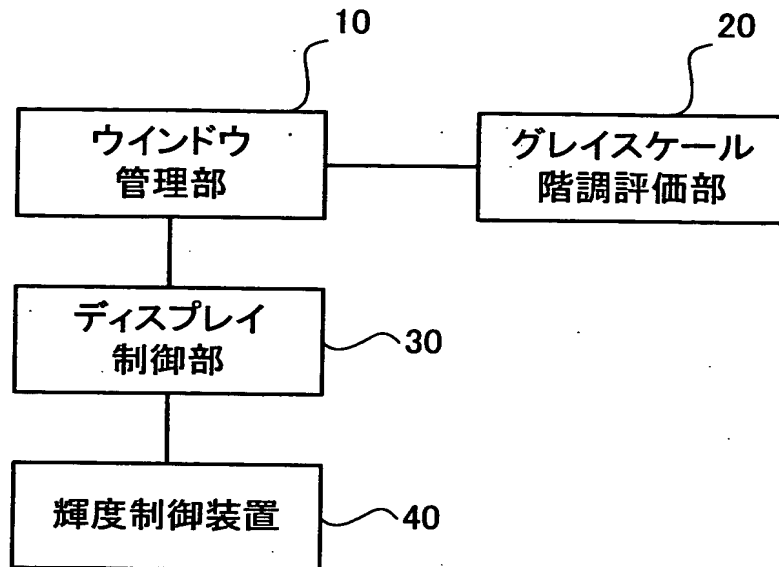 10
20
ウインドウ
管理部
グレイスケール
階調評価部
ディスプレイ
制御部
30
輝度制御装置
40